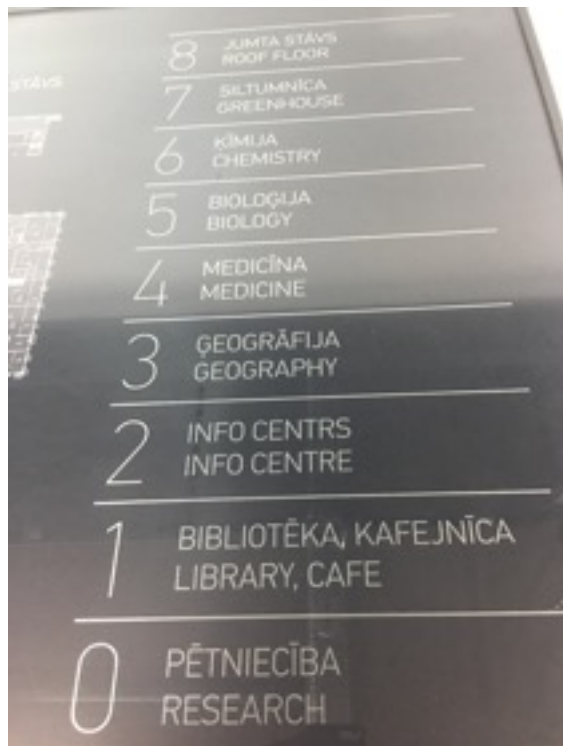 STĀVS
8 JUMTA STĀVS
ROOF FLOOR
7 SILTUMNĪCA
GREENHOUSE
6 ĶĪMIJA
CHEMISTRY
5 BIOLOĢIJA
BIOLOGY
4 MEDICĪNA
MEDICINE
3 ĢEOGRĀFIJA
GEOGRAPHY
2 INFO CENTRS
INFO CENTRE
1 BIBLIOTĒKA, KAFEJNĪCA
LIBRARY, CAFE
0 PĒTNIECĪBA
RESEARCH